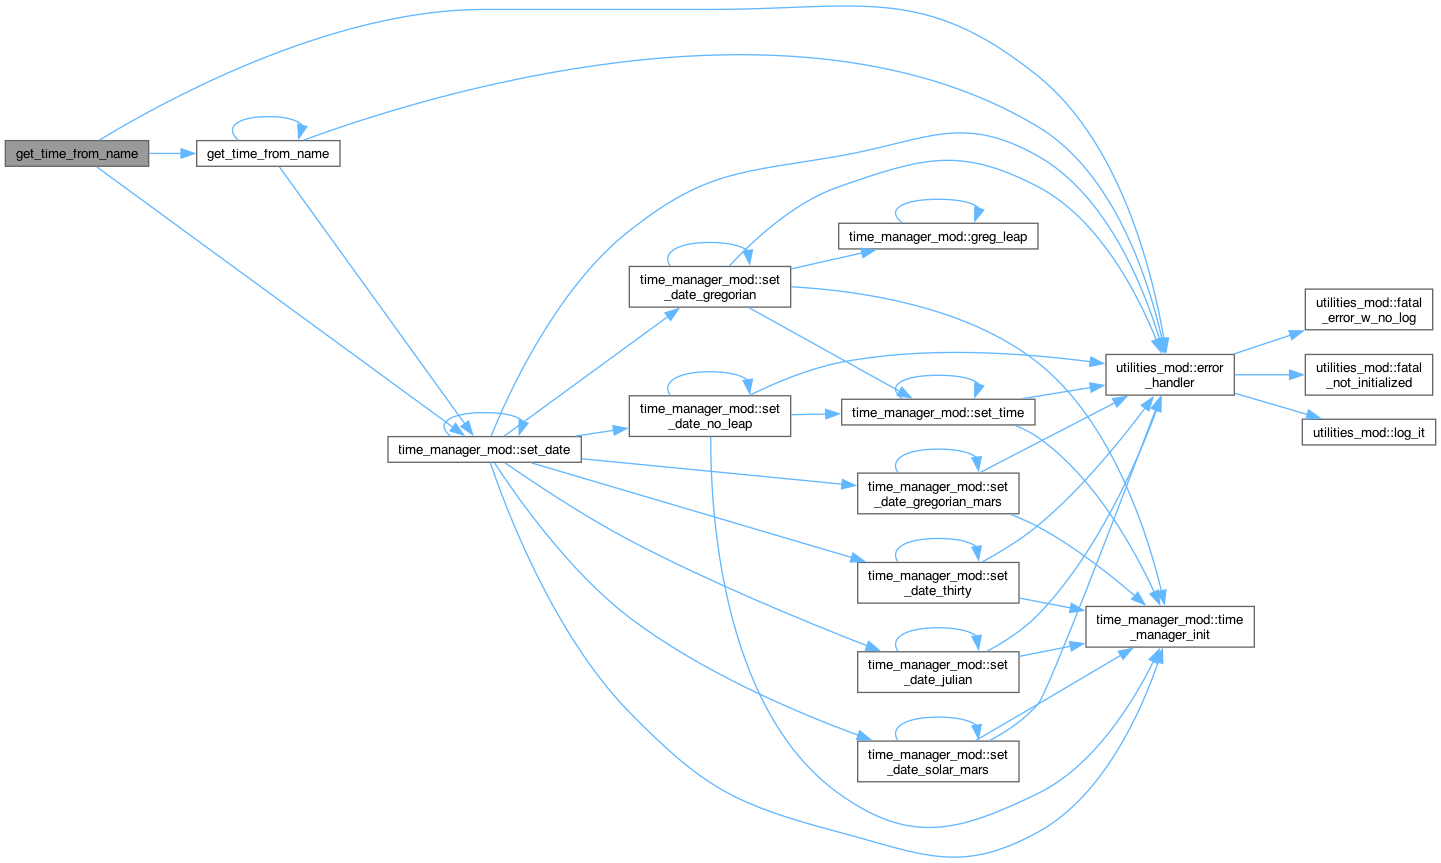 get_time_from_name
get_time_from_name
time_manager_mod::set_date
time_manager_mod::set
_date_gregorian
time_manager_mod::set
_date_no_leap
time_manager_mod::greg_leap
time_manager_mod::set_time
time_manager_mod::set
_date_gregorian_mars
time_manager_mod::set
_date_thirty
time_manager_mod::set
_date_julian
time_manager_mod::set
_date_solar_mars
utilities_mod::error
_handler
time_manager_mod::time
_manager_init
utilities_mod::fatal
_error_w_no_log
utilities_mod::fatal
_not_initialized
utilities_mod::log_it